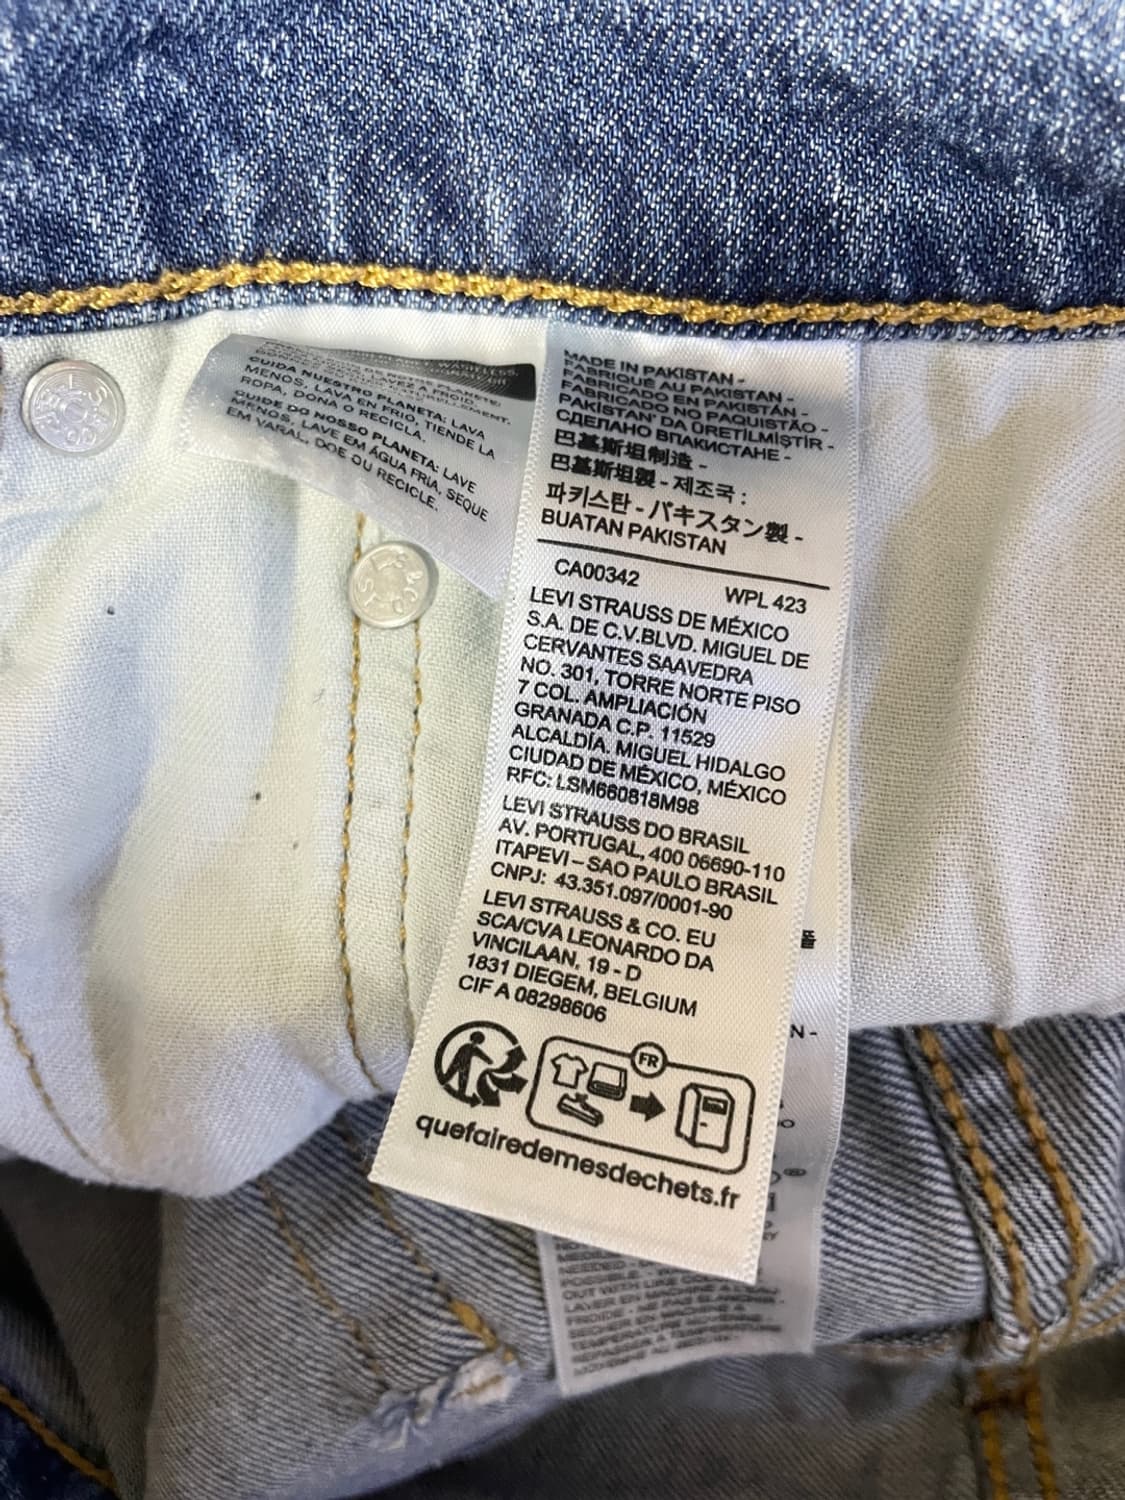 CUIDA NUESTRO PLANETA: LAVA
MENOS, LAVA EN FRIO, TIENDE LA
ROPA, DONA O RECICLA.
CUIDE DO NOSSO PLANETA: LAVE
MENOS, LAVE EM ÁGUA FRIA, SEQUE
EM VARAL, DOE OU RECICLE.
MADE IN PAKISTAN -
FABRIQUÉ AU PAKISTAN -
FABRICADO EN PAKISTÁN -
FABRICADO NO PAQUISTÃO -
PAKİSTAN' DA ÜRETİLMİŞTİR -
СДЕЛАНО ВПАКИСТАНЕ -
巴基斯坦制造 -
巴基斯坦製 - 제조국 :
파키스탄 - パキスタン製 -
BUATAN PAKISTAN
CA00342 WPL 423
LEVI STRAUSS DE MÉXICO
S.A. DE C.V.BLVD. MIGUEL DE
CERVANTES SAAVEDRA
NO. 301, TORRE NORTE PISO
7 COL. AMPLIACIÓN
GRANADA C.P. 11529
ALCALDÍA. MIGUEL HIDALGO
CIUDAD DE MÉXICO, MÉXICO
RFC: LSM660818M98
LEVI STRAUSS DO BRASIL
AV. PORTUGAL, 400 06690-110
ITAPEVI – SAO PAULO BRASIL
CNPJ: 43.351.097/0001-90
LEVI STRAUSS & CO. EU
SCA/CVA LEONARDO DA
VINCILAAN, 19 - D
1831 DIEGEM, BELGIUM
CIF A 08298606
FR
quefairedemesdechets.fr